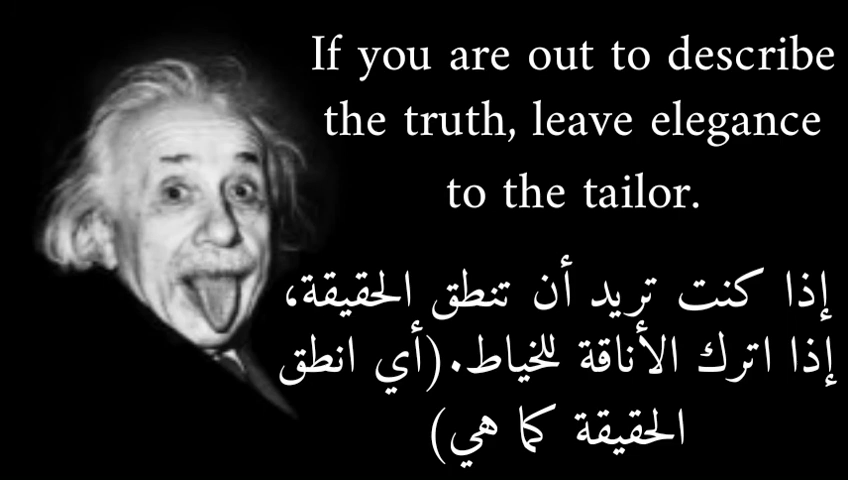 If you are out to describe
the truth, leave elegance
to the tailor.
إذا كنت تريد أن تنطق الحقيقة،
إذا اترك الأناقة للخياط.(أي انطق
الحقيقة كما هي)